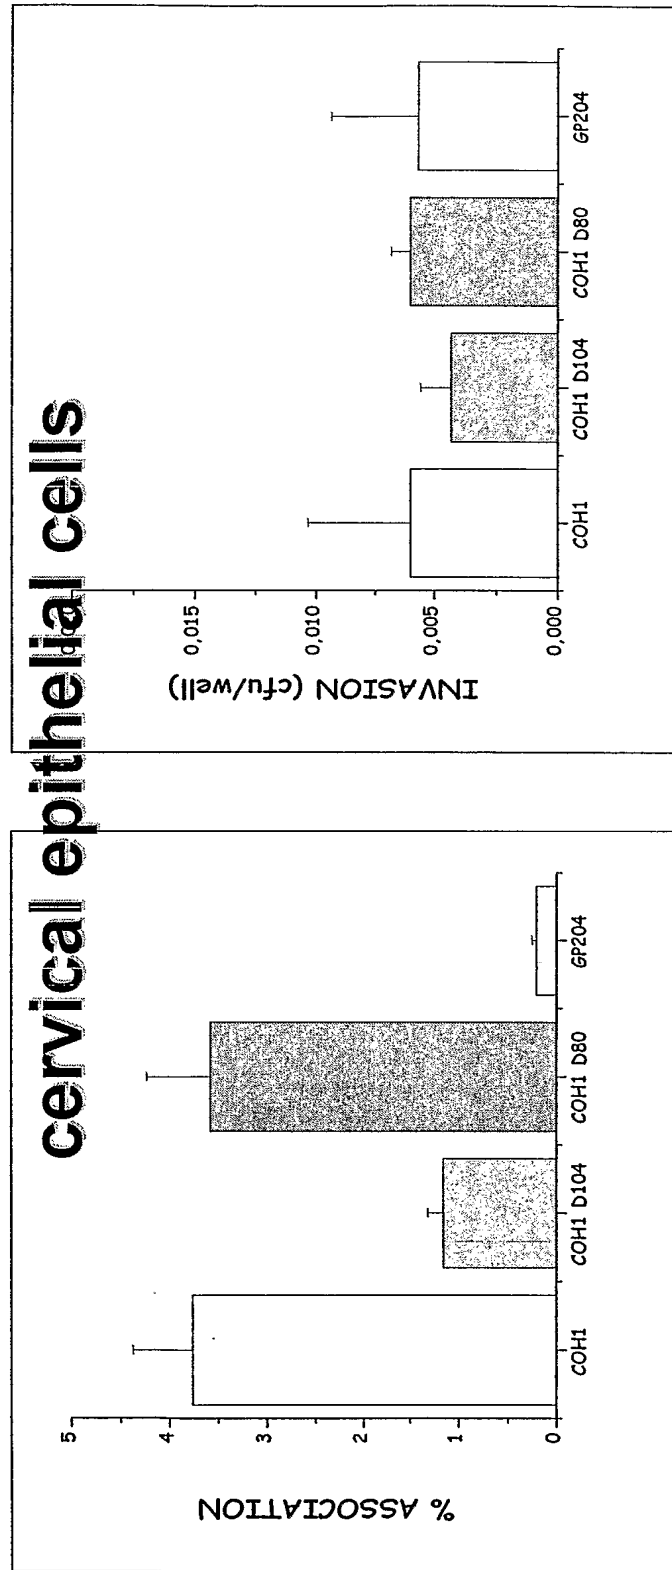 cervical epithelial cells
% ASSOCIATION
5
4
3
2
1
0
COH1
COH1 D104
COH1 D80
GP204
INVASION (cfu/well)
0,015
0,010
0,005
0,000
COH1
COH1 D104
COH1 D80
GP204